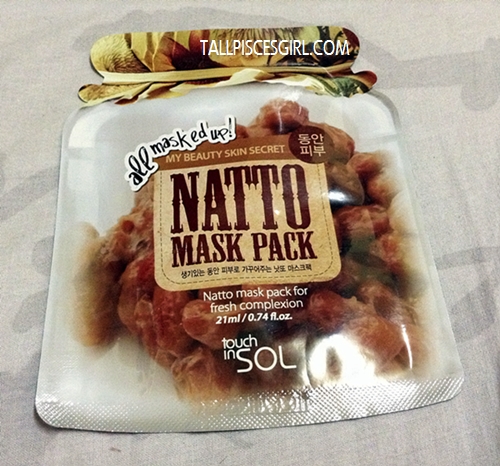 TALLPISCESGIRL.COM
all masked up!
MY BEAUTY SKIN SECRET
동안
피부
NATTO
MASK PACK
생기있는 동안 피부로 가꾸어주는 낫또 마스크팩
Natto mask pack for
fresh complexion
21ml / 0.74 fl.oz.
touch
in SOL